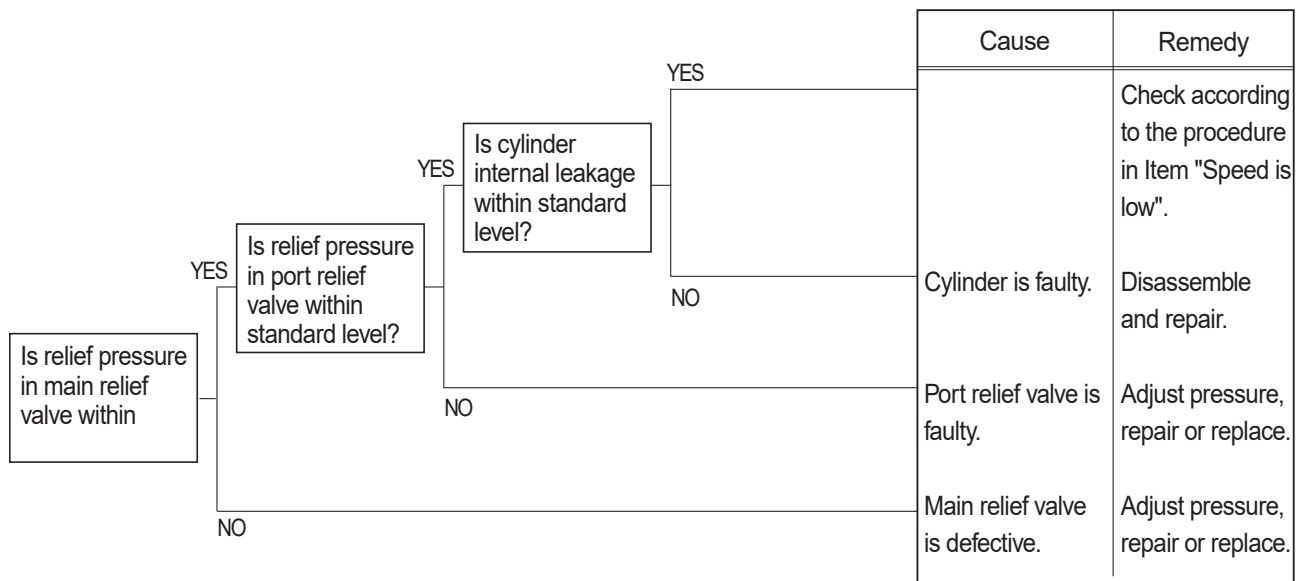 Cause
Remedy
YES
Check according
to the procedure
in Item "Speed is
low".
YES
Is cylinder
internal leakage
within standard
level?
NO
Cylinder is faulty.
Disassemble
and repair.
YES
Is relief pressure
in port relief
valve within
standard level?
NO
Port relief valve is
faulty.
Adjust pressure,
repair or replace.
Is relief pressure
in main relief
valve within
NO
Main relief valve
is defective.
Adjust pressure,
repair or replace.